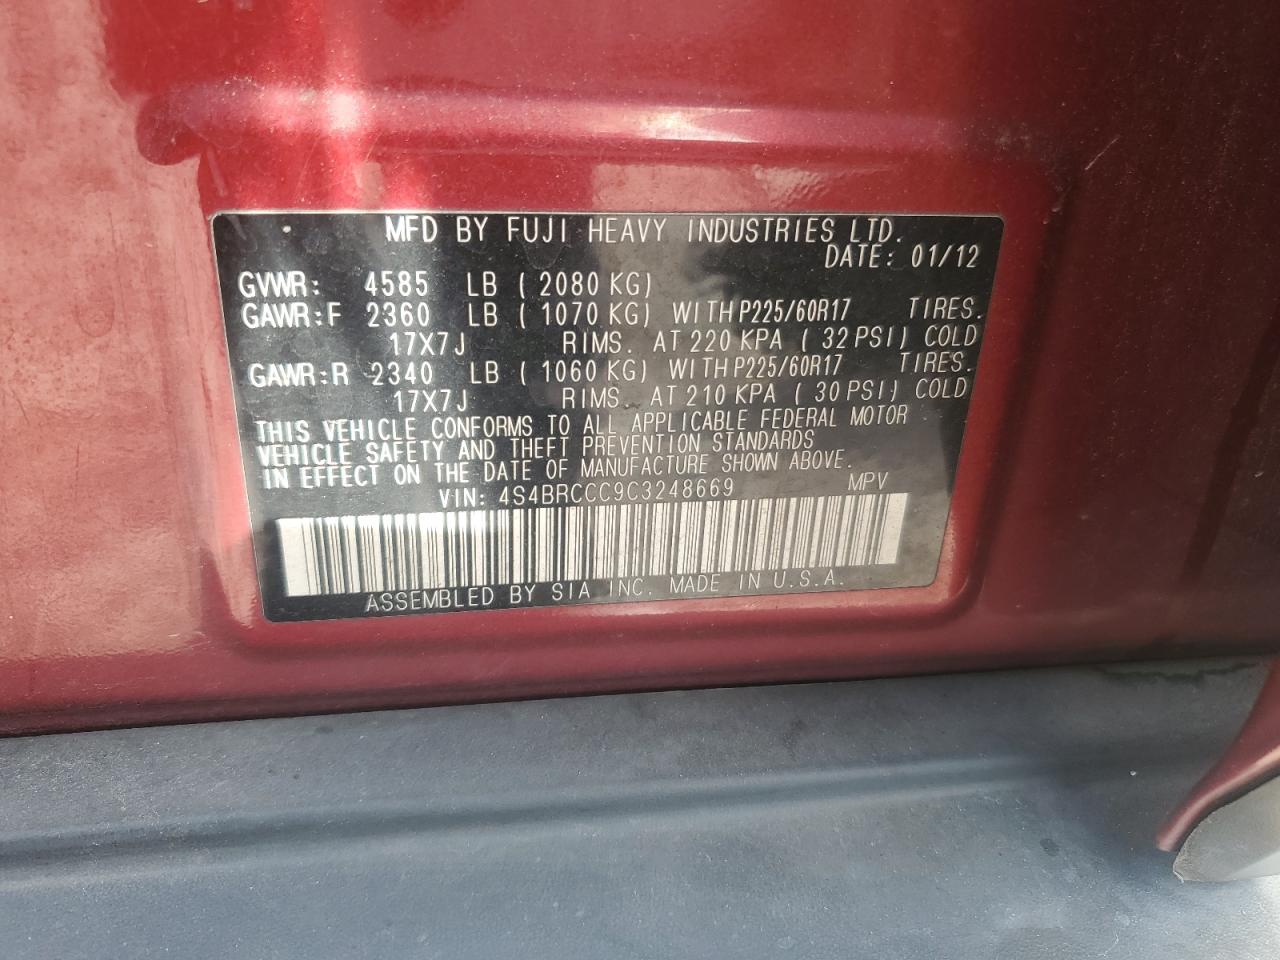 MFD BY FUJI HEAVY INDUSTRIES LTD.
DATE: 01/12
GVWR: 4585 LB ( 2080 KG)
GAWR:F 2360 LB ( 1070 KG) WITH P225/60R17 TIRES.
17X7J RIMS. AT 220 KPA ( 32 PSI) COLD
GAWR:R 2340 LB ( 1060 KG) WITH P225/60R17 TIRES.
17X7J RIMS. AT 210 KPA ( 30 PSI) COLD
THIS VEHICLE CONFORMS TO ALL APPLICABLE FEDERAL MOTOR
VEHICLE SAFETY AND THEFT PREVENTION STANDARDS
IN EFFECT ON THE DATE OF MANUFACTURE SHOWN ABOVE.
VIN: 4S4BRCCC9C3248669 MPV
ASSEMBLED BY SIA INC. MADE IN U.S.A.